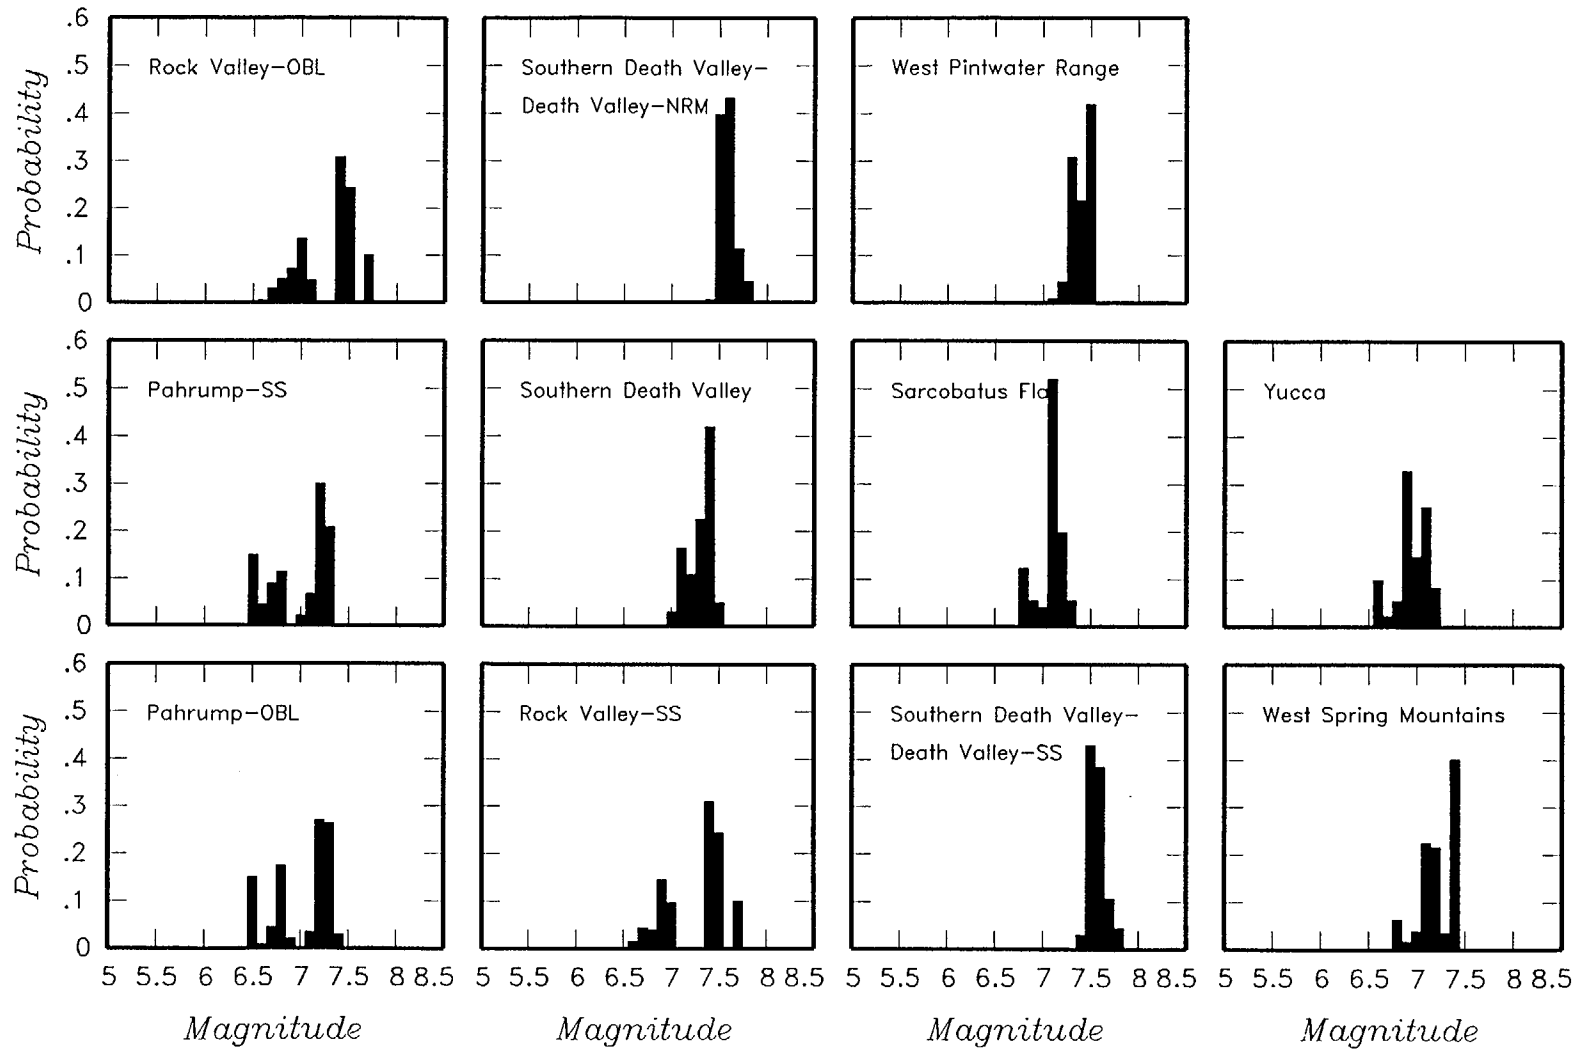 .6
.5
.4
.3
.2
.1
0
Probability
Rock Valley-OBL
Southern Death Valley-
Death Valley-NRM
West Pintwater Range
.6
.5
.4
.3
.2
.1
0
Probability
Pahrump-SS
Southern Death Valley
Sarcobatus Fla
Yucca
.6
.5
.4
.3
.2
.1
0
Probability
Pahrump-OBL
Rock Valley-SS
Southern Death Valley-
Death Valley-SS
West Spring Mountains
5 5.5 6 6.5 7 7.5 8 8.5
5 5.5 6 6.5 7 7.5 8 8.5
5 5.5 6 6.5 7 7.5 8 8.5
5 5.5 6 6.5 7 7.5 8 8.5
Magnitude
Magnitude
Magnitude
Magnitude